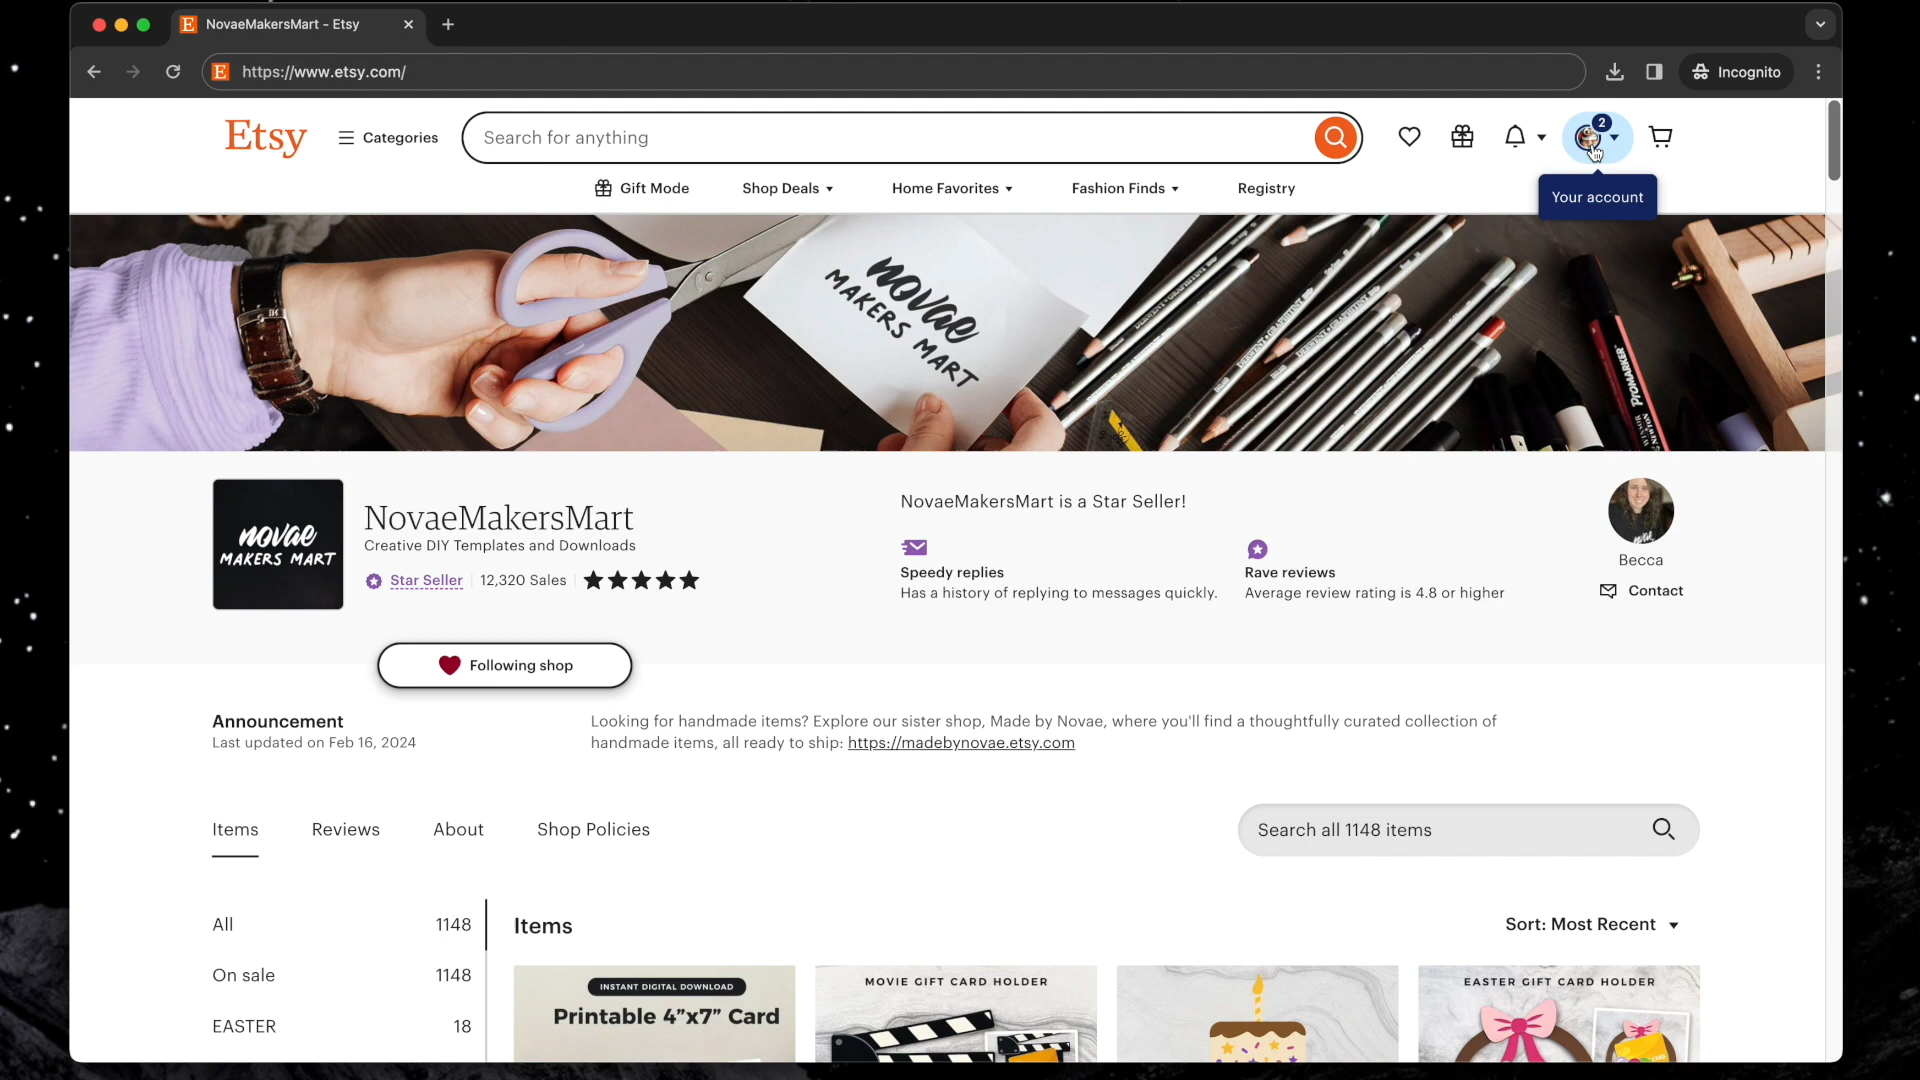 NovaeMakersMart - Etsy
https://www.etsy.com/
Incognito
Etsy
Categories
Search for anything
2
Gift Mode
Shop Deals
Home Favorites
Fashion Finds
Registry
Your account
novae
MAKERS MART
DERWENT · GRAPHITINT
PROMARKER
novae
MAKERS MART
NovaeMakersMart
Creative DIY Templates and Downloads
Star Seller
12,320 Sales
NovaeMakersMart is a Star Seller!
Speedy replies
Has a history of replying to messages quickly.
Rave reviews
Average review rating is 4.8 or higher
Becca
Contact
Following shop
Announcement
Last updated on Feb 16, 2024
Looking for handmade items? Explore our sister shop, Made by Novae, where you'll find a thoughtfully curated collection of
handmade items, all ready to ship: https://madebynovae.etsy.com
Items
Reviews
About
Shop Policies
Search all 1148 items
All
1148
On sale
1148
EASTER
18
Items
Sort: Most Recent
INSTANT DIGITAL DOWNLOAD
Printable 4”x7” Card
MOVIE GIFT CARD HOLDER
EASTER GIFT CARD HOLDER